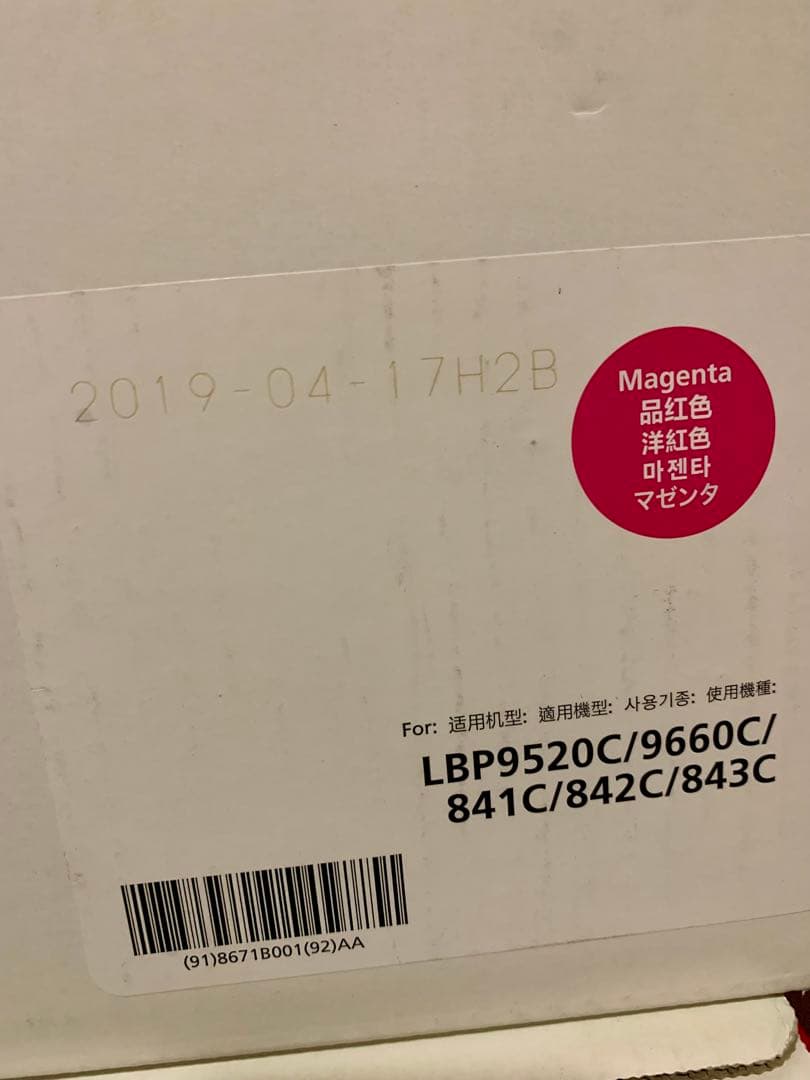 2019-04-17H2B
Magenta
品红色
洋紅色
마젠타
マゼンタ
For: 适用机型: 適用機型: 사용기종: 使用機種:
LBP9520C/9660C/
841C/842C/843C
(91)8671B001(92)AA